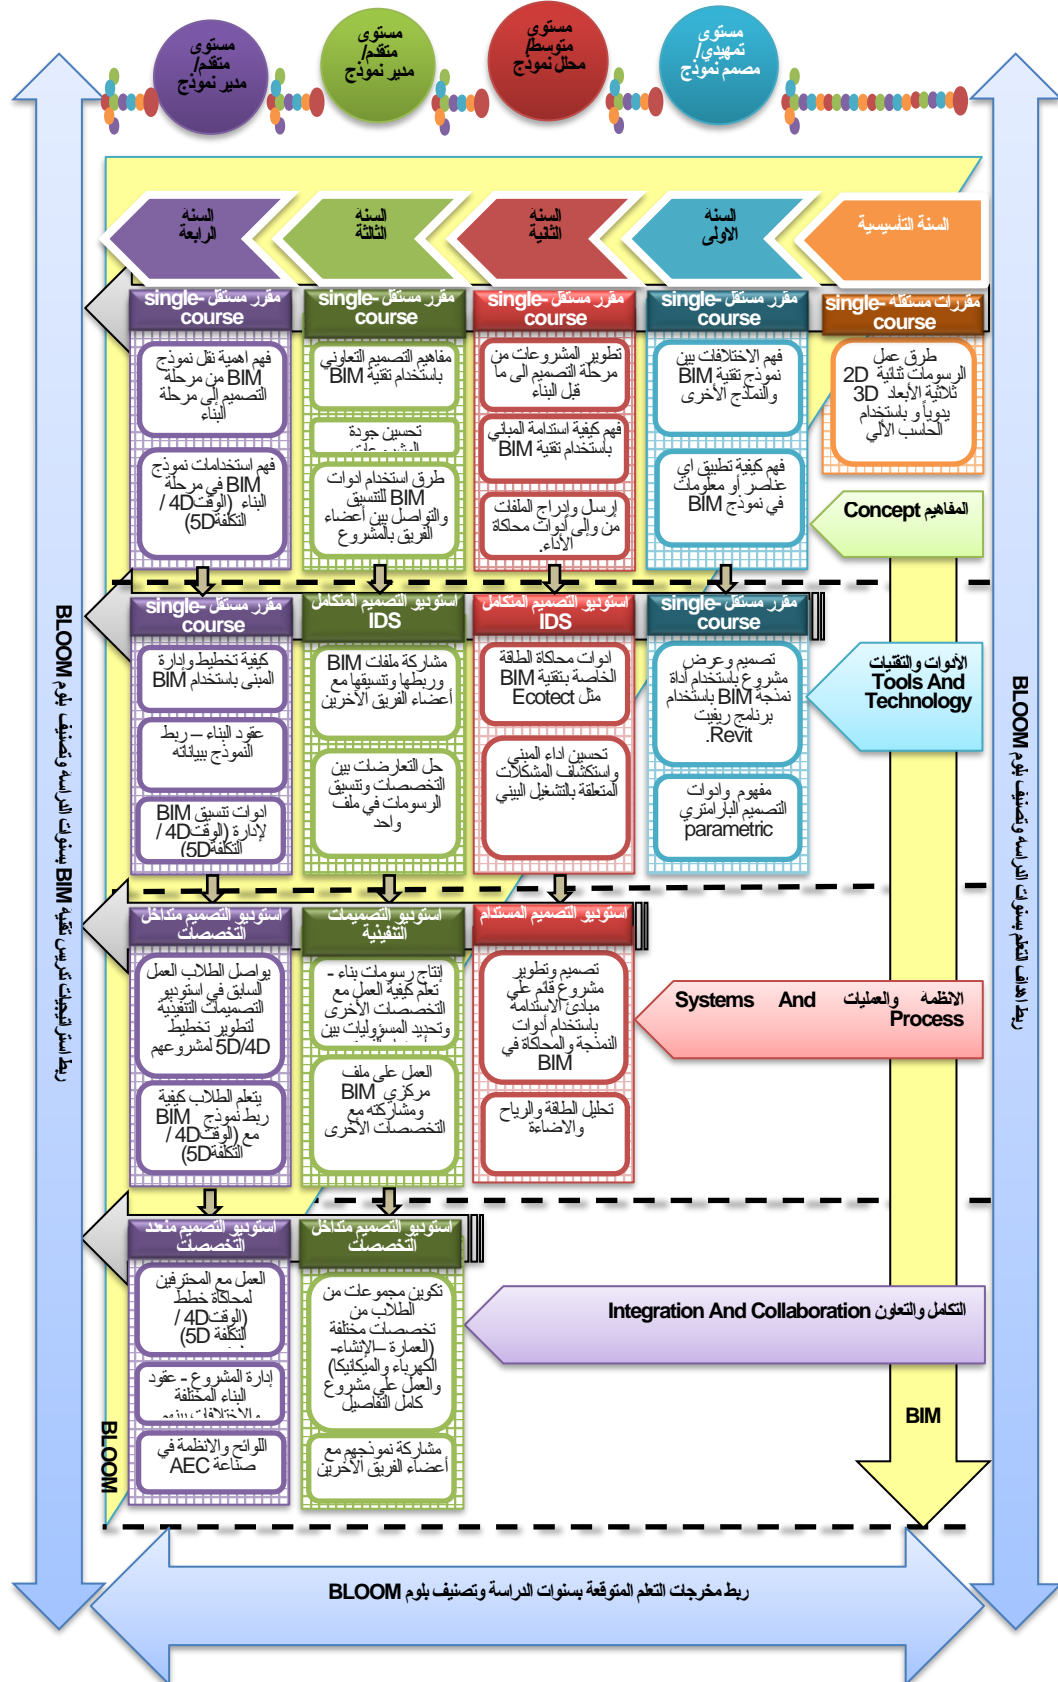 مستوى
تمهيدي/
مصمم نموذج
مستوى
متوسط/
محلل نموذج
مستوى
متقدم/
مدير نموذج
مستوى
متقدم/
مدير نموذج
السنة التأسيسية
السنة
الاولى
السنة
الثانية
السنة
الثالثة
السنة
الرابعة
مقررات مستقلة single-
course
طرق عمل
الرسومات ثنائية 2D
ثلاثية الأبعاد 3D
يدوياً و باستخدام
الحاسب الآلي
مقرر مستقل single-
course
فهم الاختلافات بين
نموذج تقنية BIM
والنماذج الأخرى
فهم كيفية تطبيق اي
عناصر أو معلومات
في نموذج BIM
مقرر مستقل single-
course
تطوير المشروعات من
مرحلة التصميم الى ما
قبل البناء
فهم كيفية استدامة المباني
باستخدام تقنية BIM
إرسال وإدراج الملفات
من وإلى أدوات محاكاة
الأداء.
مقرر مستقل single-
course
مفاهيم التصميم التعاوني
باستخدام تقنية BIM
تحسين جودة
المشروعات
طرق استخدام ادوات
BIM للتنسيق
والتواصل بين أعضاء
الفريق بالمشروع
مقرر مستقل single-
course
فهم اهمية نقل نموذج
BIM من مرحلة
التصميم إلى مرحلة
البناء
فهم استخدامات نموذج
BIM في مرحلة
البناء (الوقت4D /
التكلفة5D)
المفاهيم Concept
مقرر مستقل single-
course
تصميم وعرض
مشروع باستخدام أداة
نمذجة BIM باستخدام
برنامج ريفيت
Revit.
مفهوم وادوات
التصميم البارامتري
parametric
استوديو التصميم المتكامل
IDS
ادوات محاكاة الطاقة
الخاصة بتقنية BIM
مثل Ecotect
تحسين اداء المبنى
واستكشاف المشكلات
المتعلقة بالتشغيل البيني
استوديو التصميم المتكامل
IDS
مشاركة ملفات BIM
وربطها وتنسيقها مع
أعضاء الفريق الآخرين
حل التعارضات بين
التخصصات وتنسيق
الرسومات في ملف
واحد
مقرر مستقل single-
course
كيفية تخطيط وإدارة
المبنى باستخدام BIM
عقود البناء – ربط
النموذج ببياناته
ادوات تنسيق BIM
لإدارة (الوقت4D /
التكلفة5D)
الأدوات والتقنيات
Tools And
Technology
استوديو التصميم المستدام
تصميم وتطوير
مشروع قائم على
مبادئ الاستدامة
باستخدام أدوات
النمذجة والمحاكاة في
BIM
تحليل الطاقة والرياح
والاضاءة
استوديو التصميمات
التنفيذية
إنتاج رسومات بناء -
تعلم كيفية العمل مع
التخصصات الأخرى
وتحديد المسؤوليات بين
العمل على ملف
مركزي BIM
ومشاركته مع
التخصصات الأخرى
استوديو التصميم متداخل
التخصصات
يواصل الطلاب العمل
السابق في استوديو
التصميمات التنفيذية
لتطوير تخطيط
5D/4D لمشروعهم
يتعلم الطلاب كيفية
ربط نموذج BIM
مع (الوقت4D /
التكلفة5D)
الانظمة والعمليات Systems And
Process
استوديو التصميم متداخل
التخصصات
تكوين مجموعات من
الطلاب من
تخصصات مختلفة
(العمارة –الإنشاء-
الكهرباء والميكانيكا)
والعمل على مشروع
كامل التفاصيل
مشاركة نموذجهم مع
أعضاء الفريق الآخرين
استوديو التصميم متعدد
التخصصات
العمل مع المحترفين
لمحاكاة خطط
(الوقت4D /
التكلفة 5D)
إدارة المشروع - عقود
البناء المختلفة
والاختلافات بينهم
اللوائح والانظمة في
صناعة AEC
التكامل والتعاون Integration And Collaboration
BIM
BLOOM
ربط اهداف التعلم بسنوات الدراسة وتصنيف بلوم BLOOM
ربط استراتيجيات تدريس تقنية BIM بسنوات الدراسة وتصنيف بلوم BLOOM
ربط مخرجات التعلم المتوقعة بسنوات الدراسة وتصنيف بلوم BLOOM